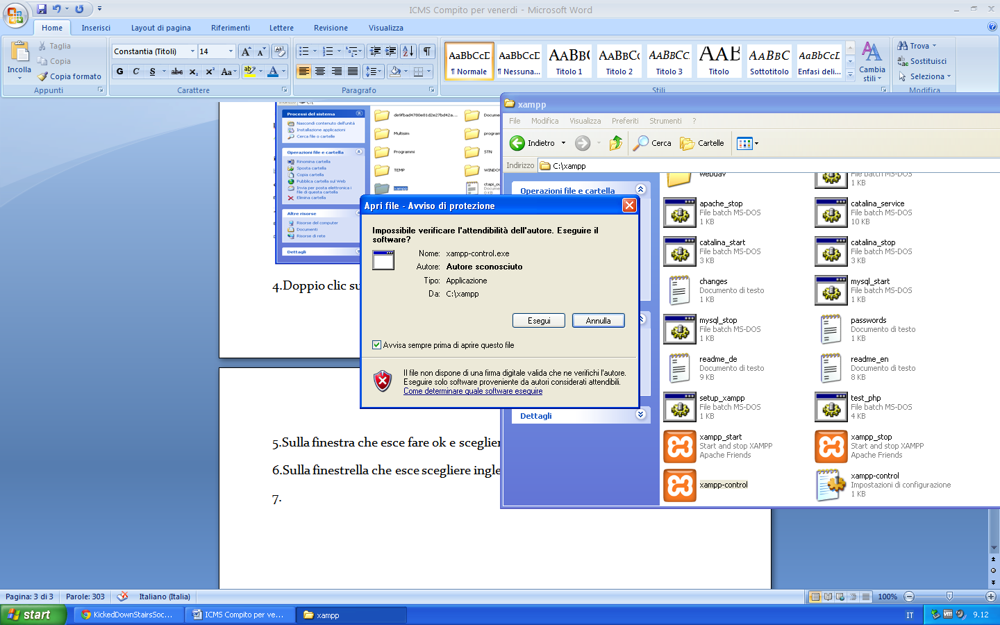 ICMS Compito per venerdì - Microsoft Word
Home Inserisci Layout di pagina Riferimenti Lettere Revisione Visualizza
Incolla
Taglia
Copia
Copia formato
Appunti
Constantia (Titoli) 14
G C S abc x₂ x² Aa
Carattere
Paragrafo
AaBbCcD AaBbCcD AABBC AABBCC AABBCC AAB AABBC AaBbCcD
¶ Normale ¶ Nessuna... Titolo 1 Titolo 2 Titolo 3 Titolo Sottotitolo Enfasi deli...
Cambia
stili
Stili
Trova
Sostituisci
Seleziona
Modifica
Processi del sistema
Nascondi contenuto dell'unità
Installazione applicazioni
Cerca file o cartelle
Operazioni file e cartella
Rinomina cartella
Sposta cartella
Copia cartella
Pubblica cartella sul Web
Invia per posta elettronica i
file di questa cartella
Elimina cartella
Altre risorse
Risorse del computer
Documenti
Risorse di rete
Dettagli
Multisim
Programmi
STN
TEMP
WINDOW
xampp
4.Doppio clic su
5.Sulla finestra che esce fare ok e sceglier
6.Sulla finestrella che esce scegliere ingle
7.
xampp
File Modifica Visualizza Preferiti Strumenti ?
Indietro Cerca Cartelle
Indirizzo C:\xampp
Operazioni file e cartella
Dettagli
webdav
File batch MS-DOS
1 KB
apache_stop
File batch MS-DOS
1 KB
catalina_service
File batch MS-DOS
10 KB
catalina_start
File batch MS-DOS
3 KB
catalina_stop
File batch MS-DOS
3 KB
changes
Documento di testo
1 KB
mysql_start
File batch MS-DOS
1 KB
mysql_stop
File batch MS-DOS
1 KB
passwords
Documento di testo
1 KB
readme_de
Documento di testo
9 KB
readme_en
Documento di testo
8 KB
setup_xampp
File batch MS-DOS
1 KB
test_php
File batch MS-DOS
4 KB
xampp_start
Start and stop XAMPP
Apache Friends
xampp_stop
Start and stop XAMPP
Apache Friends
xampp-control
xampp-control
Impostazioni di configurazione
1 KB
Apri file - Avviso di protezione
Impossibile verificare l'attendibilità dell'autore. Eseguire il
software?
Nome: xampp-control.exe
Autore: Autore sconosciuto
Tipo: Applicazione
Da: C:\xampp
Esegui Annulla
Avvisa sempre prima di aprire questo file
Il file non dispone di una firma digitale valida che ne verifichi l'autore.
Eseguire solo software proveniente da autori considerati attendibili.
Come determinare quale software eseguire
Pagina: 3 di 3 Parole: 303 Italiano (Italia) 100%
start KickedDownStairsSoc... ICMS Compito per ve... xampp IT vm 9.12